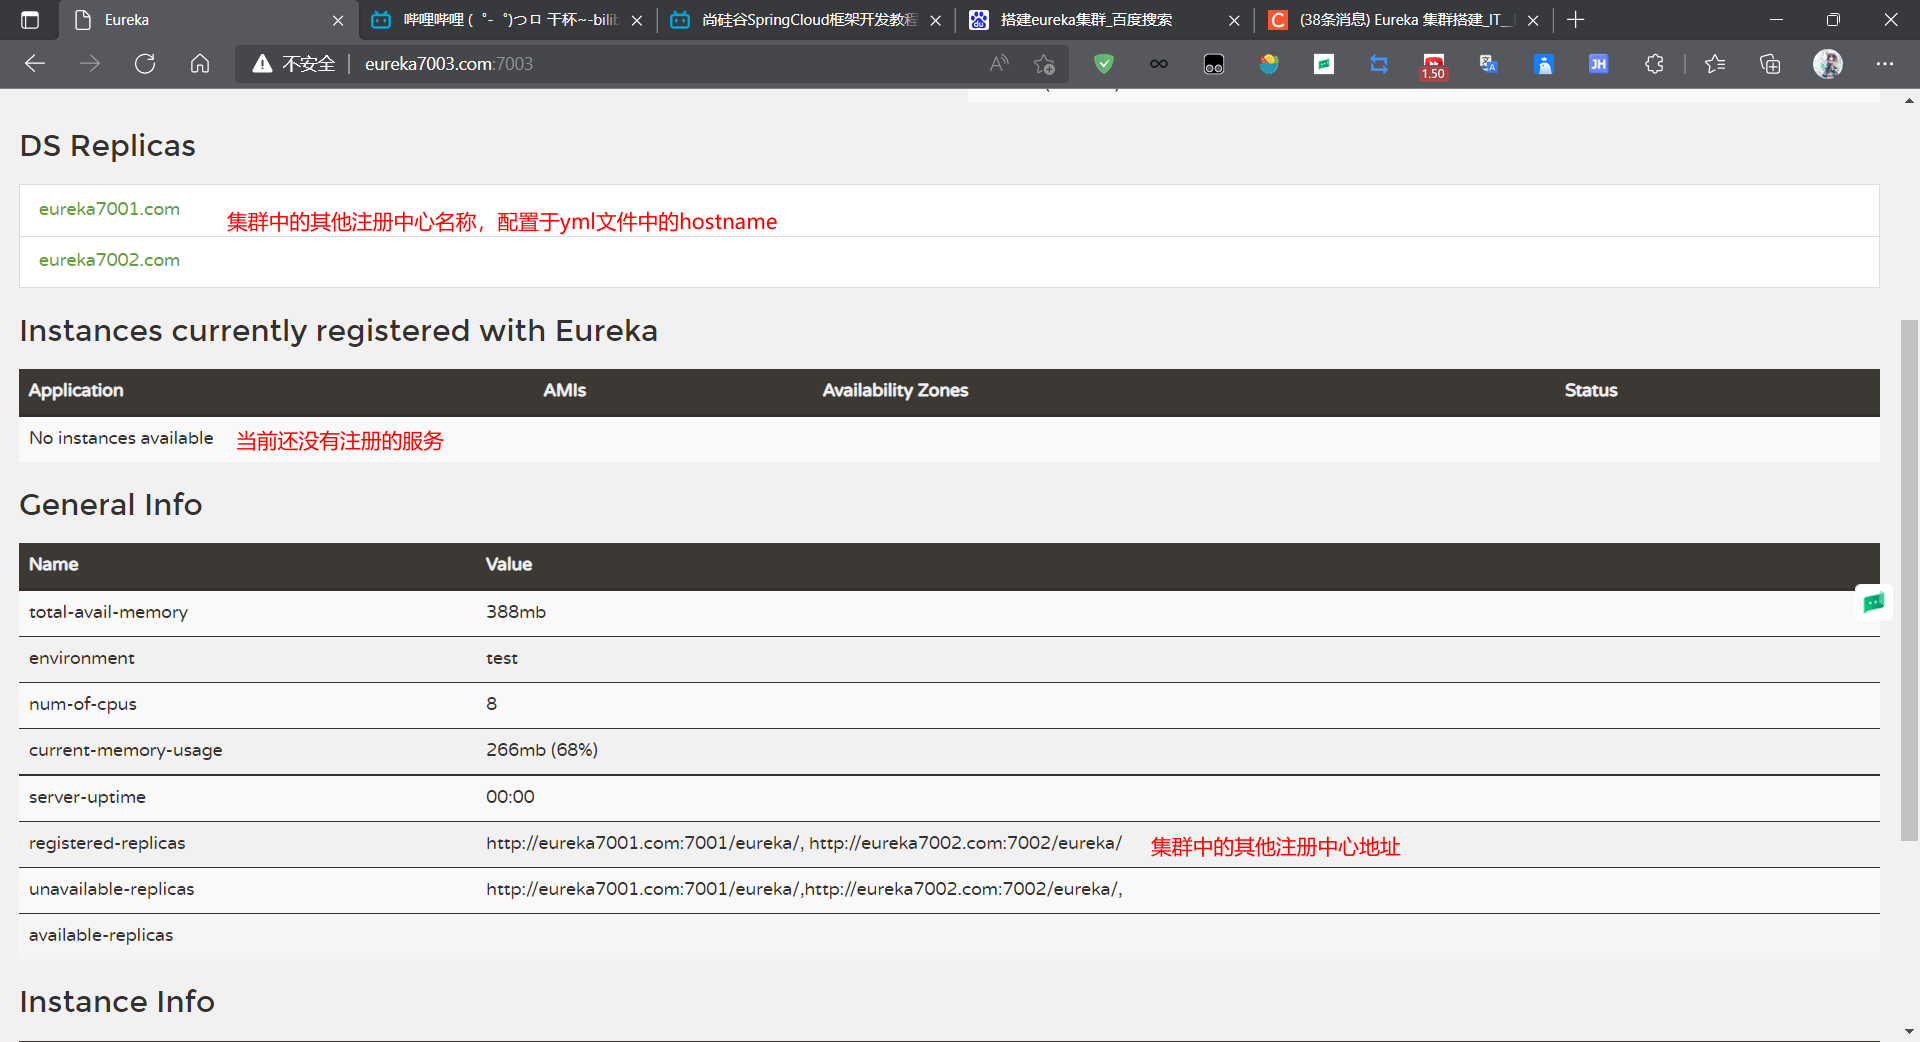 Eureka
哔哩哔哩 (゜-゜)つロ 干杯~-bilib
尚硅谷SpringCloud框架开发教程
搭建eureka集群_百度搜索
(38条消息) Eureka 集群搭建_IT__
不安全
eureka7003.com:7003
1.50
JH
DS Replicas
eureka7001.com
集群中的其他注册中心名称，配置于yml文件中的hostname
eureka7002.com
Instances currently registered with Eureka
Application AMIs Availability Zones Status
No instances available 当前还没有注册的服务
General Info
Name Value
total-avail-memory 388mb
environment test
num-of-cpus 8
current-memory-usage 266mb (68%)
server-uptime 00:00
registered-replicas http://eureka7001.com:7001/eureka/, http://eureka7002.com:7002/eureka/ 集群中的其他注册中心地址
unavailable-replicas http://eureka7001.com:7001/eureka/,http://eureka7002.com:7002/eureka/,
available-replicas
Instance Info